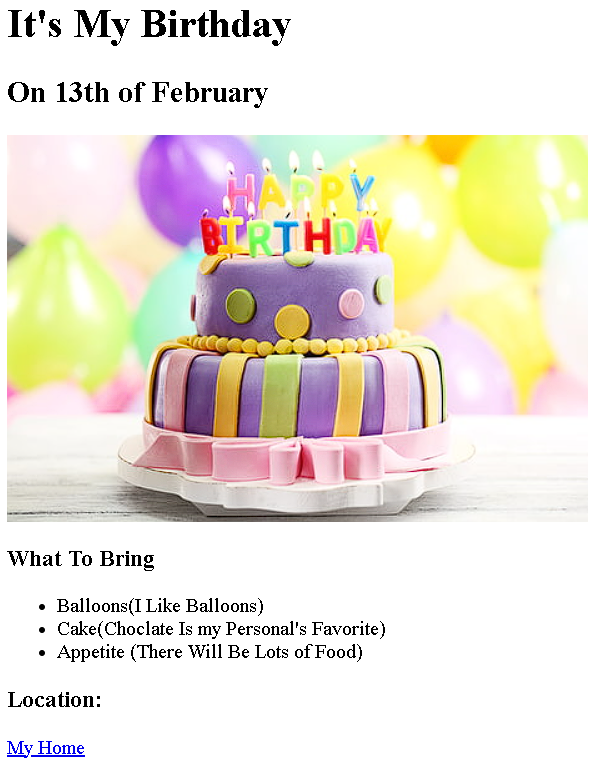 It's My Birthday
On 13th of February
HAPPY
BIRTHDAY
What To Bring
Balloons(I Like Balloons)
Cake(Choclate Is my Personal's Favorite)
Appetite (There Will Be Lots of Food)
Location:
My Home